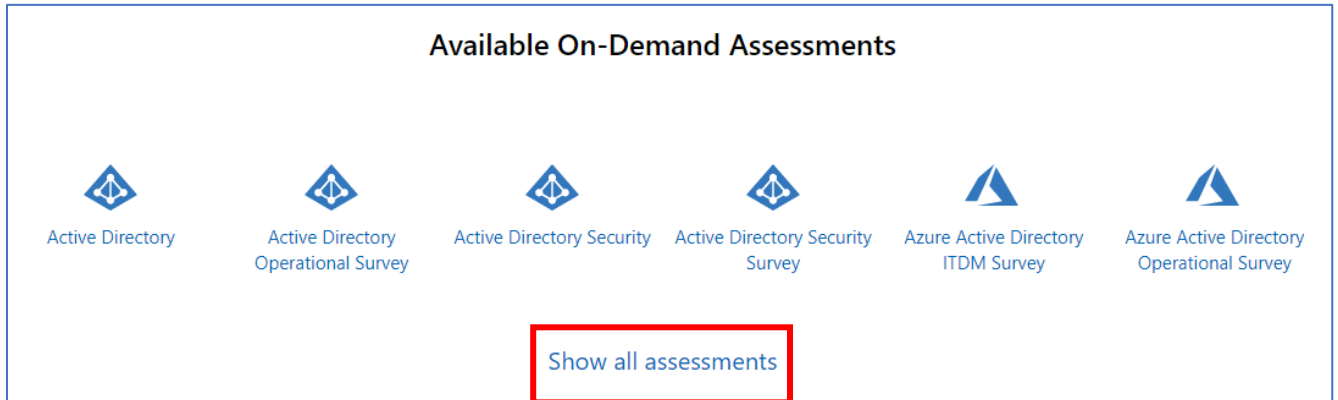 Available On-Demand Assessments
Active Directory
Active Directory
Operational Survey
Active Directory Security
Active Directory Security
Survey
Azure Active Directory
ITDM Survey
Azure Active Directory
Operational Survey
Show all assessments